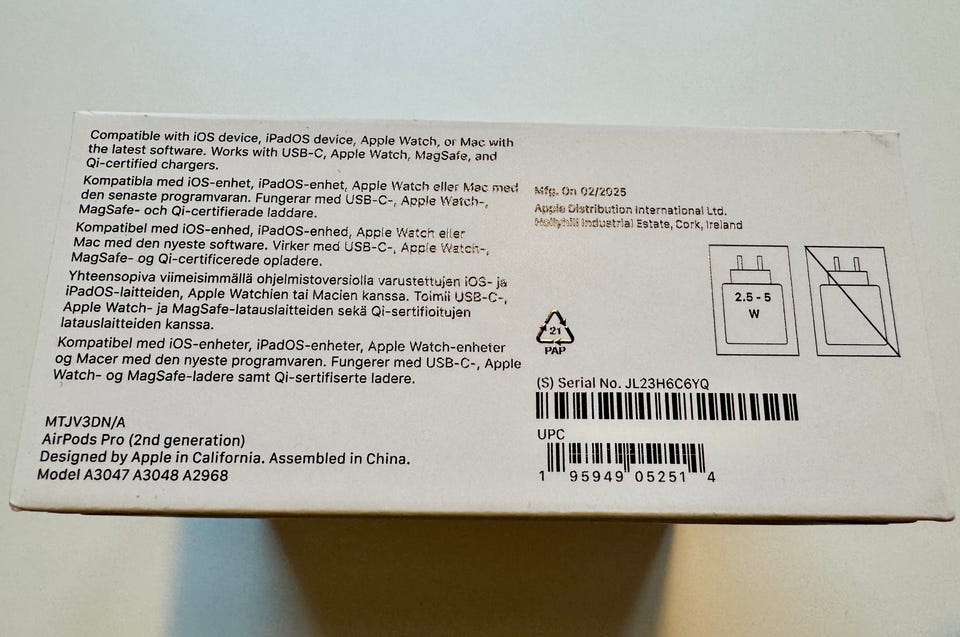 Compatible with iOS device, iPadOS device, Apple Watch, or Mac with
the latest software. Works with USB-C, Apple Watch, MagSafe, and
Qi-certified chargers.
Kompatibla med iOS-enhet, iPadOS-enhet, Apple Watch eller Mac med
den senaste programvaran. Fungerar med USB-C-, Apple Watch-,
MagSafe- och Qi-certifierade laddare.
Kompatibel med iOS-enhed, iPadOS-enhed, Apple Watch eller
Mac med den nyeste software. Virker med USB-C-, Apple Watch-,
MagSafe- og Qi-certificerede opladere.
Yhteensopiva viimeisimmällä ohjelmistoversiolla varustettujen iOS- ja
iPadOS-laitteiden, Apple Watchien tai Macien kanssa. Toimii USB-C-,
Apple Watch- ja MagSafe-latauslaitteiden sekä Qi-sertifioitujen
latauslaitteiden kanssa.
Kompatibel med iOS-enheter, iPadOS-enheter, Apple Watch-enheter
og Macer med den nyeste programvaren. Fungerer med USB-C-, Apple
Watch- og MagSafe-ladere samt Qi-sertifiserte ladere.
MTJV3DN/A
AirPods Pro (2nd generation)
Designed by Apple in California. Assembled in China.
Model A3047 A3048 A2968
Mfg. On 02/2025
Apple Distribution International Ltd.
Hollyhill Industrial Estate, Cork, Ireland
2.5 - 5
W
21
PAP
(S) Serial No. JL23H6C6YQ
UPC
1 95949 05251 4